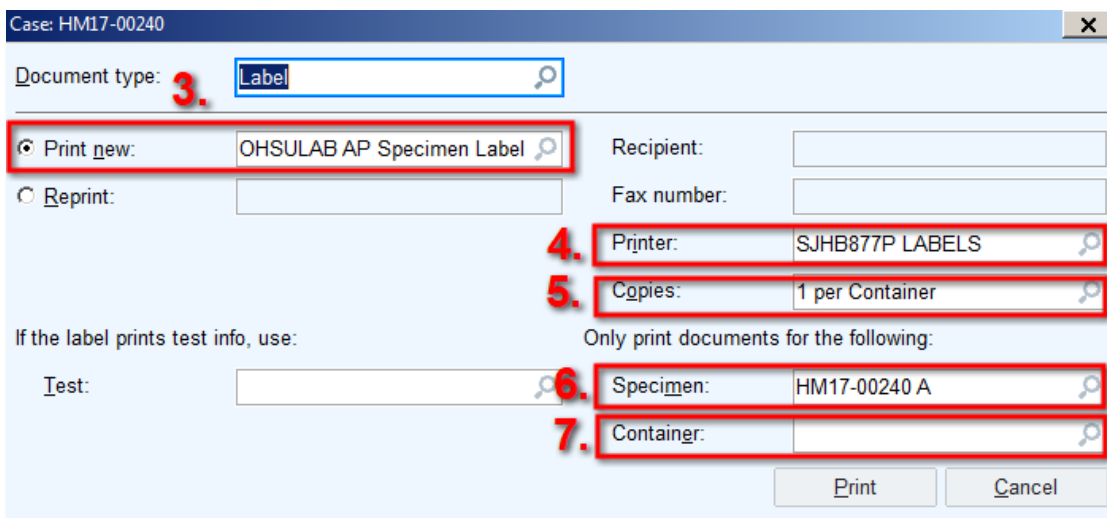 Case: HM17-00240
Document type: Label
3.
Print new: OHSULAB AP Specimen Label Recipient:
Reprint: Fax number:
4. Printer: SJHB877P LABELS
5. Copies: 1 per Container
If the label prints test info, use: Only print documents for the following:
Test: 6. Specimen: HM17-00240 A
7. Container:
Print Cancel